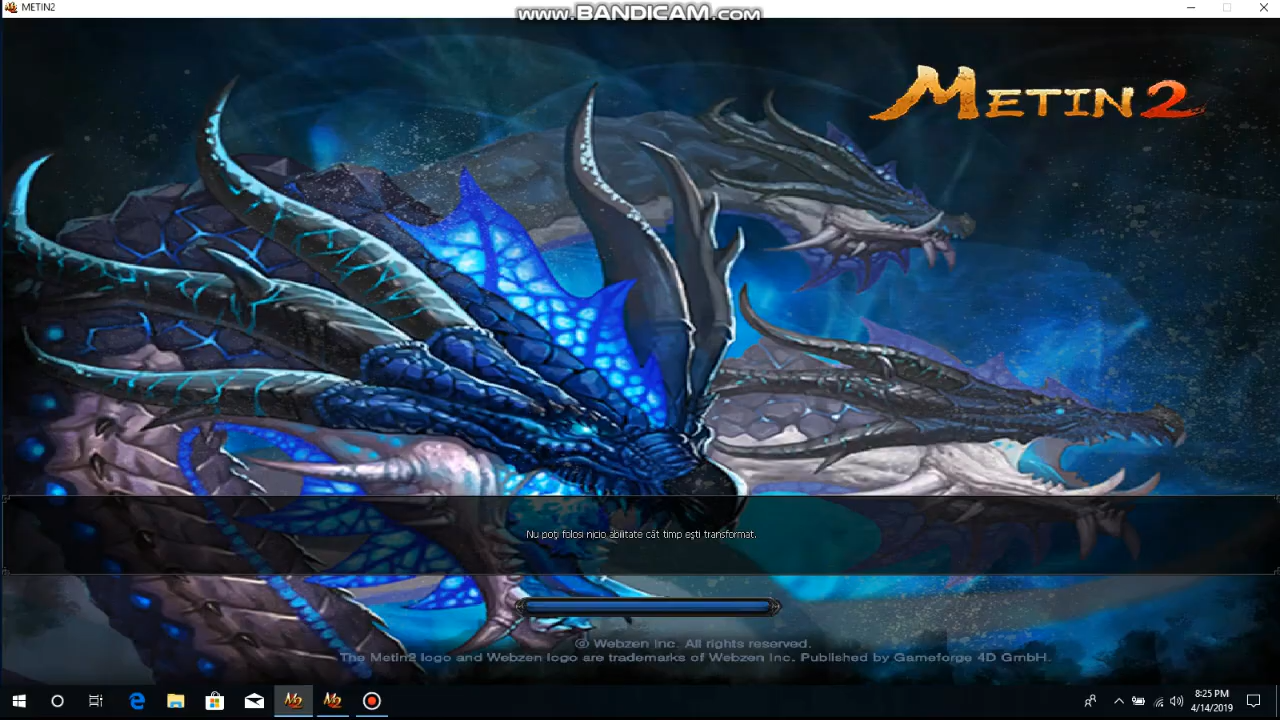 METIN2
www.BANDICAM.com
METIN2
Nu poţi folosi nicio abilitate cât timp eşti transformat.
© Webzen Inc. All rights reserved.
The Metin2 logo and Webzen logo are trademarks of Webzen Inc. Published by Gameforge 4D GmbH.
8:25 PM
4/14/2019